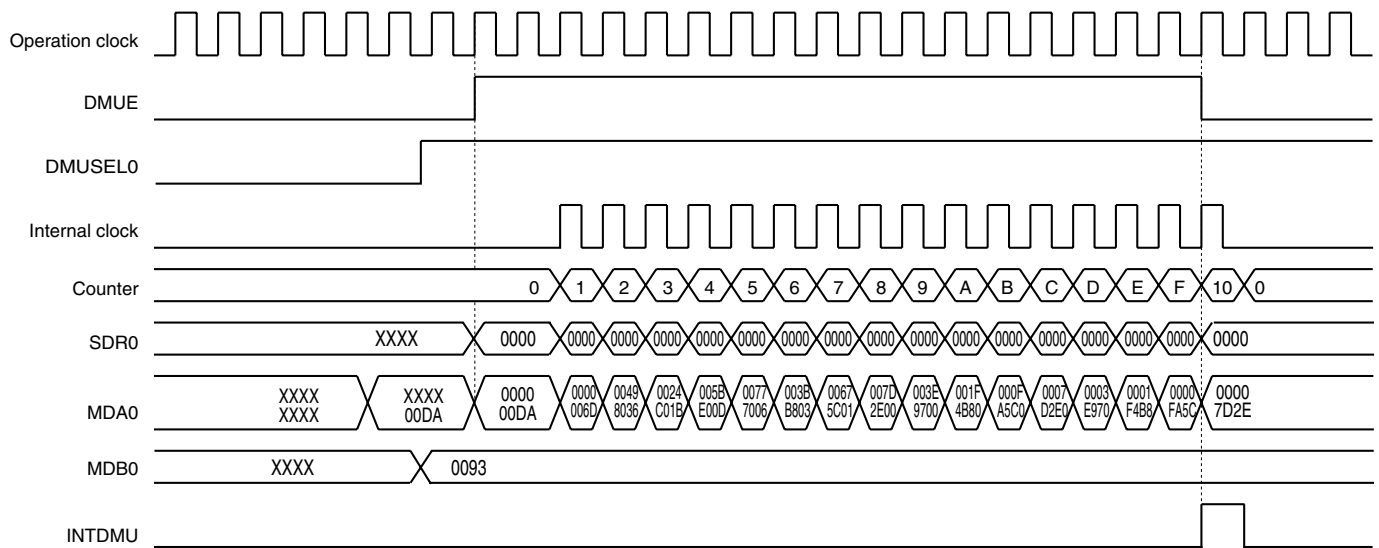 Operation clock
DMUE
DMUSEL0
Internal clock
Counter 0 1 2 3 4 5 6 7 8 9 A B C D E F 10 0
SDR0 XXXX 0000 0000 0000 0000 0000 0000 0000 0000 0000 0000 0000 0000 0000 0000 0000 0000 0000
XXXX XXXX 0000 0000 0049 0024 005B 0077 003B 0067 007D 003E 001F 000F 0007 0003 0001 0000 0000
MDA0
XXXX 00DA 00DA 006D 8036 C01B E00D 7006 B803 5C01 2E00 9700 4B80 A5C0 D2E0 E970 F4B8 FA5C 7D2E
MDB0 XXXX 0093
INTDMU